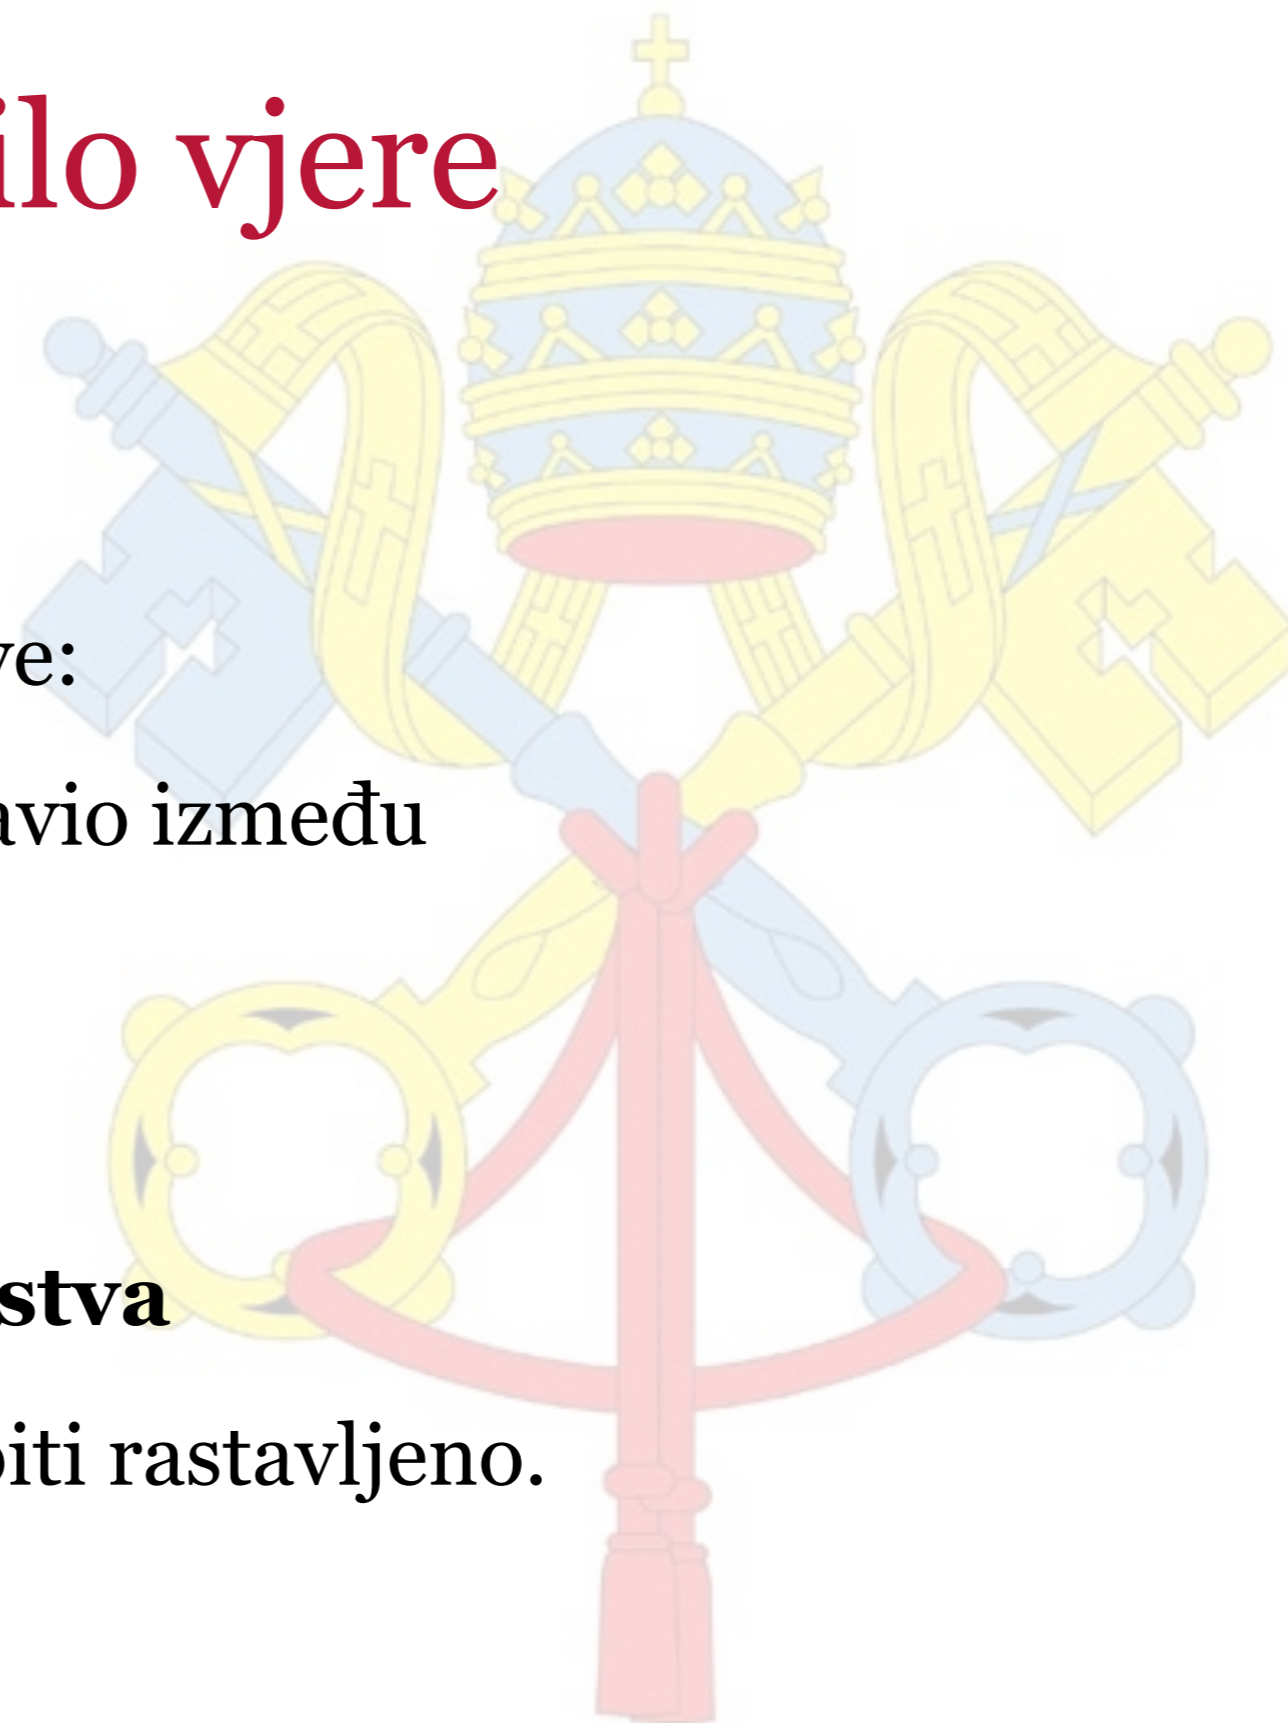 ilo vjere
ve:
avio između
stva
biti rastavljeno.